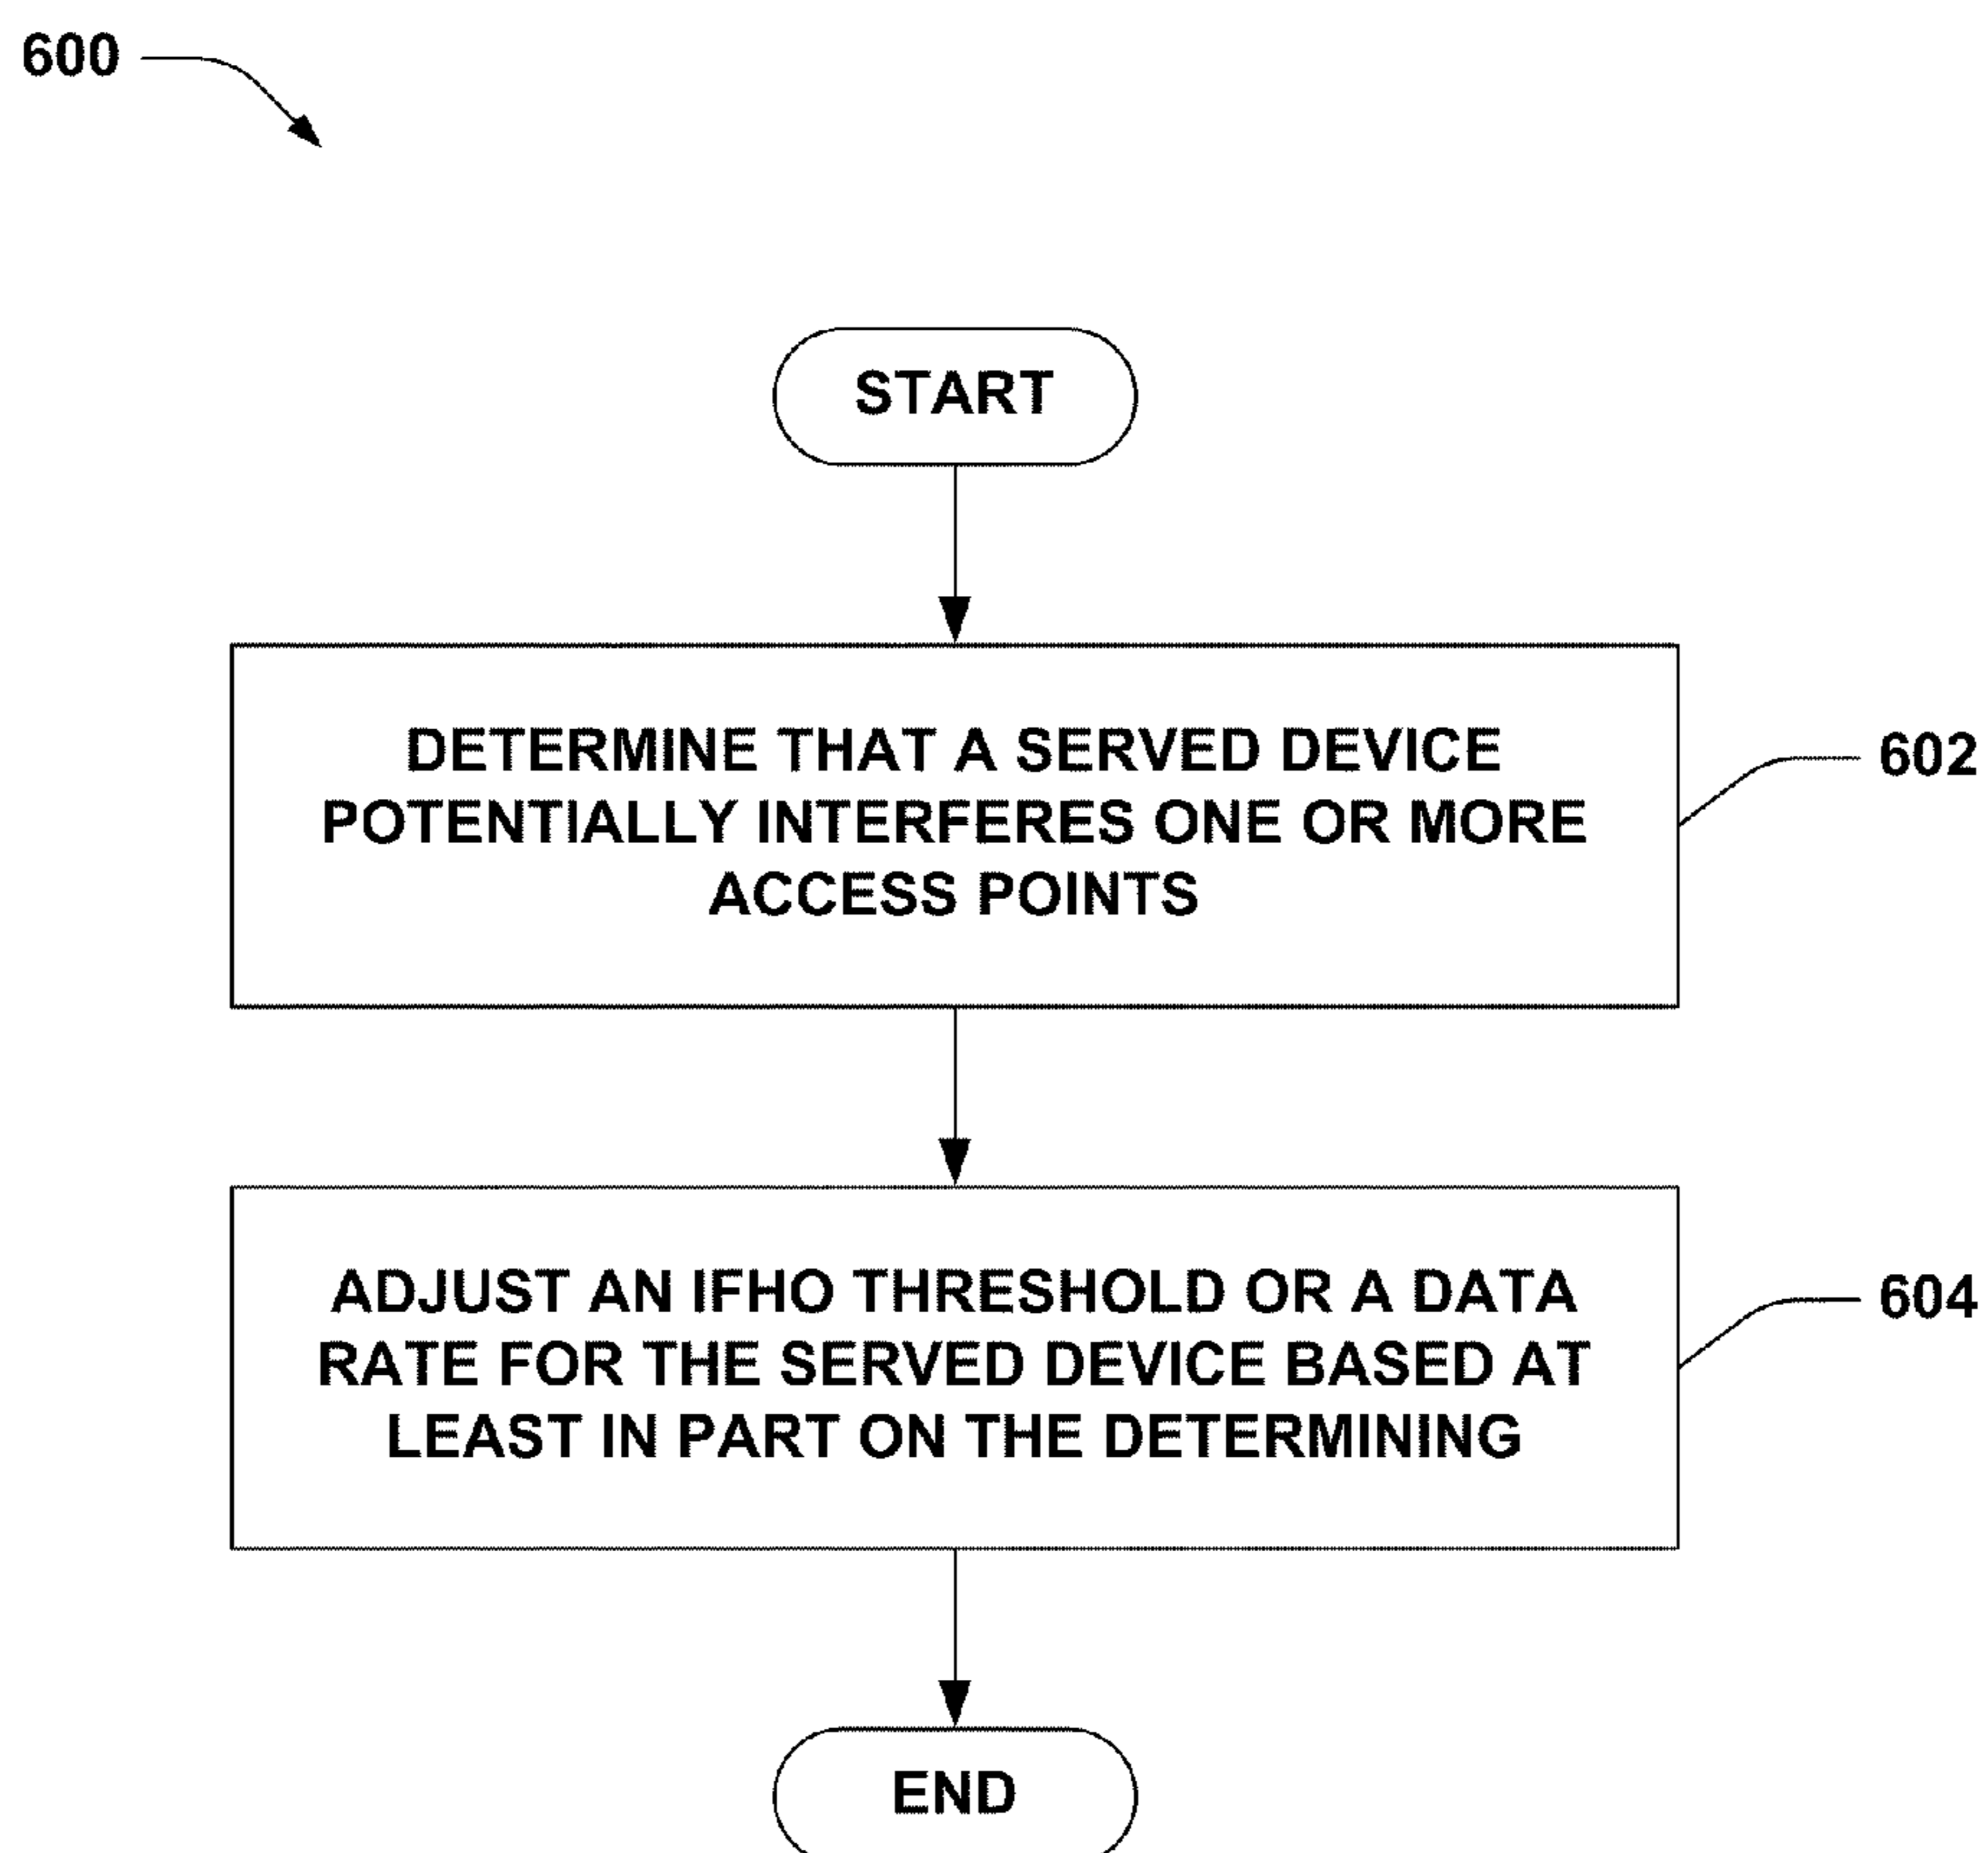 600
START
DETERMINE THAT A SERVED DEVICE
POTENTIALLY INTERFERES ONE OR MORE
ACCESS POINTS
602
ADJUST AN IFHO THRESHOLD OR A DATA
RATE FOR THE SERVED DEVICE BASED AT
LEAST IN PART ON THE DETERMINING
604
END